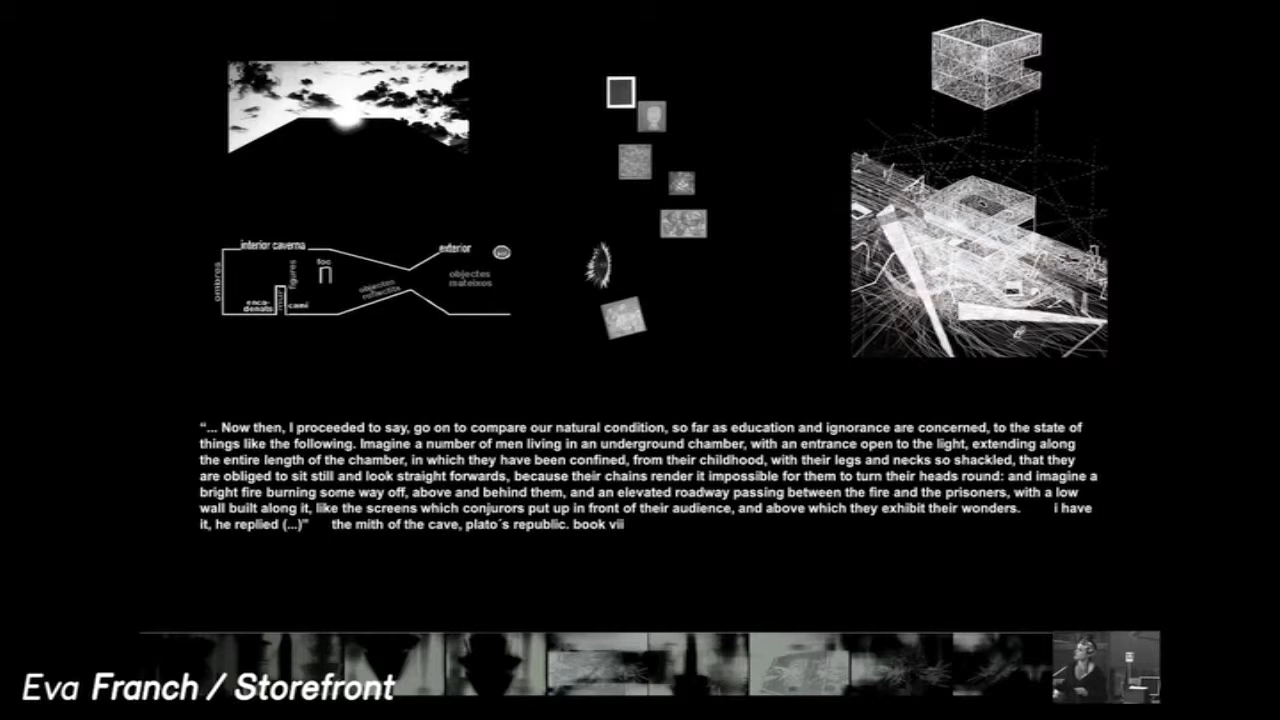 interior caverna
exterior
sol
ombres
figures
foc
objectes
mateixos
objectes
reflectits
enca-
denats
mur
cami
“... Now then, I proceeded to say, go on to compare our natural condition, so far as education and ignorance are concerned, to the state of
things like the following. Imagine a number of men living in an underground chamber, with an entrance open to the light, extending along
the entire length of the chamber, in which they have been confined, from their childhood, with their legs and necks so shackled, that they
are obliged to sit still and look straight forwards, because their chains render it impossible for them to turn their heads round: and imagine a
bright fire burning some way off, above and behind them, and an elevated roadway passing between the fire and the prisoners, with a low
wall built along it, like the screens which conjurors put up in front of their audience, and above which they exhibit their wonders. i have
it, he replied (...)” the mith of the cave, plato´s republic. book vii
Eva Franch / Storefront